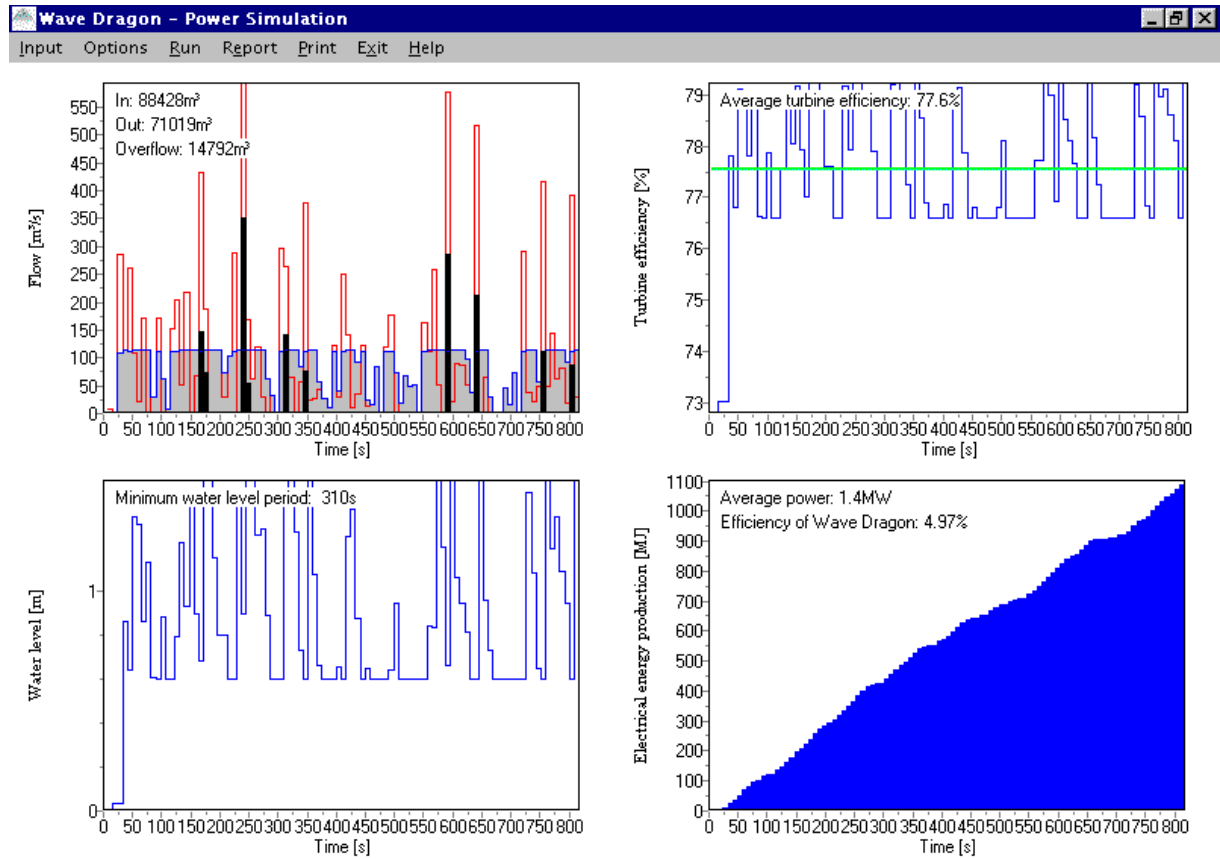 Wave Dragon - Power Simulation
Input Options Run Report Print Exit Help
In: 88428m³
Out: 71019m³
Overflow: 14792m³
550
500
450
400
350
300
250
200
150
100
50
0
Flow [m³/s]
0 50 100 150 200 250 300 350 400 450 500 550 600 650 700 750 800
Time [s]
Average turbine efficiency: 77.6%
79
78
77
76
75
74
73
Turbine efficiency [%]
0 50 100 150 200 250 300 350 400 450 500 550 600 650 700 750 800
Time [s]
Minimum water level period: 310s
1
0
Water level [m]
0 50 100 150 200 250 300 350 400 450 500 550 600 650 700 750 800
Time [s]
Average power: 1.4MW
Efficiency of Wave Dragon: 4.97%
1100
1000
900
800
700
600
500
400
300
200
100
0
Electrical energy production [MJ]
0 50 100 150 200 250 300 350 400 450 500 550 600 650 700 750 800
Time [s]